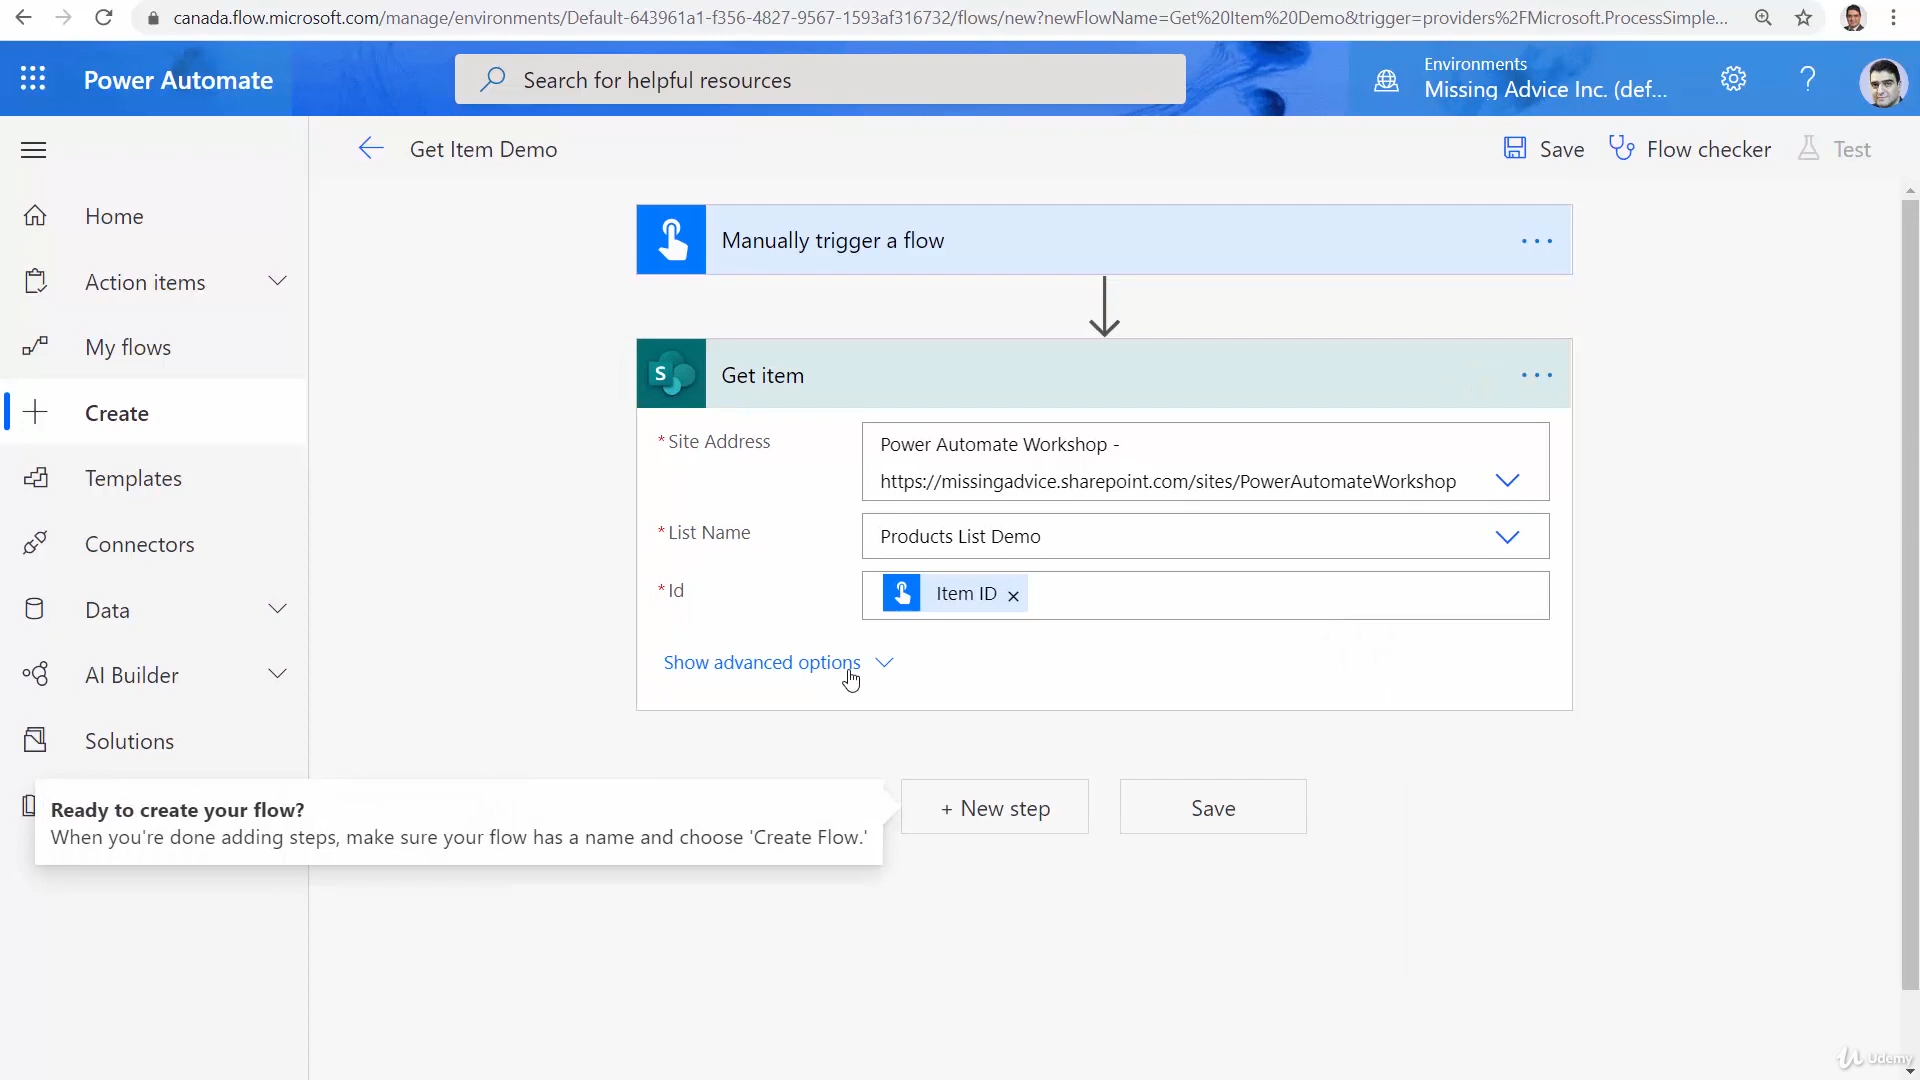 canada.flow.microsoft.com/manage/environments/Default-643961a1-f356-4827-9567-1593af316732/flows/new?newFlowName=Get%20Item%20Demo&trigger=providers%2FMicrosoft.ProcessSimple...
Power Automate
Search for helpful resources
Environments
Missing Advice Inc. (def...
?
Get Item Demo
Save
Flow checker
Test
Home
Action items
My flows
Create
Templates
Connectors
Data
AI Builder
Solutions
Manually trigger a flow
...
S
Get item
...
* Site Address
Power Automate Workshop -
https://missingadvice.sharepoint.com/sites/PowerAutomateWorkshop
* List Name
Products List Demo
* Id
Item ID ×
Show advanced options
Ready to create your flow?
When you're done adding steps, make sure your flow has a name and choose 'Create Flow.'
+ New step
Save
Udemy